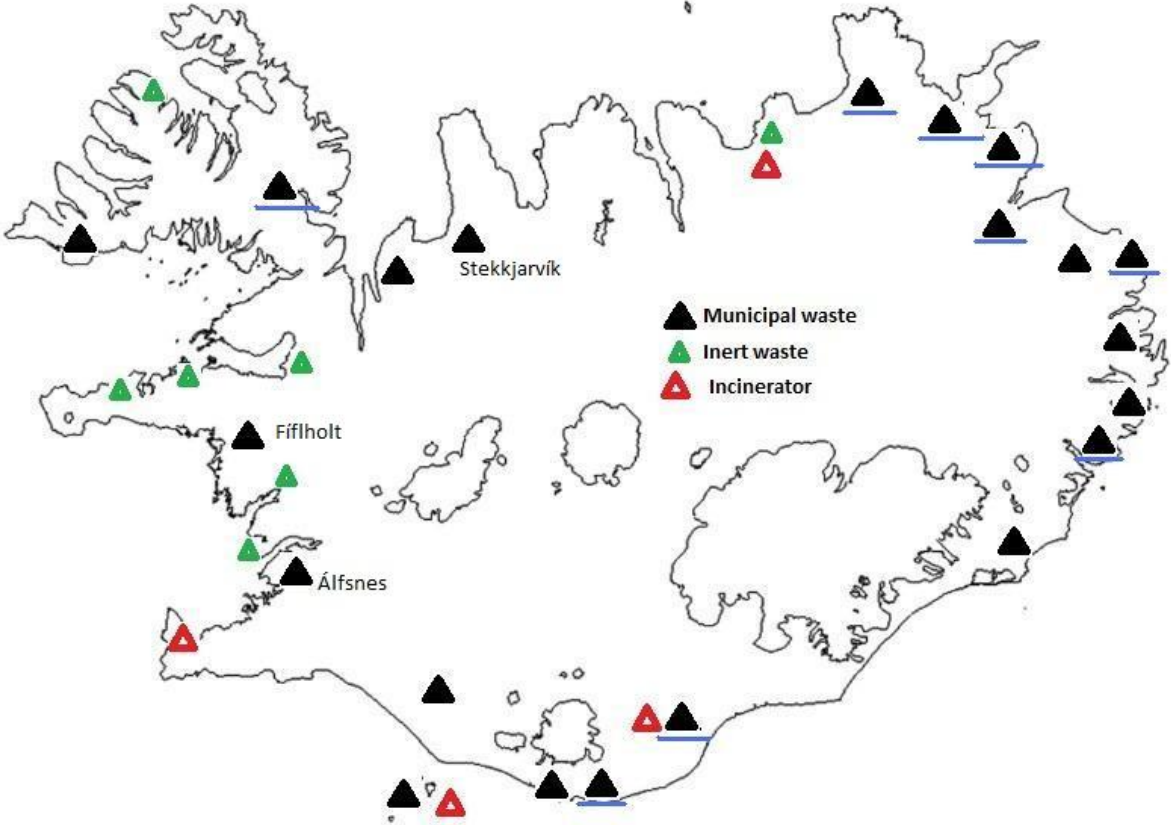 Stekkjarvík
Municipal waste
Inert waste
Incinerator
Fíflholt
Álfsnes